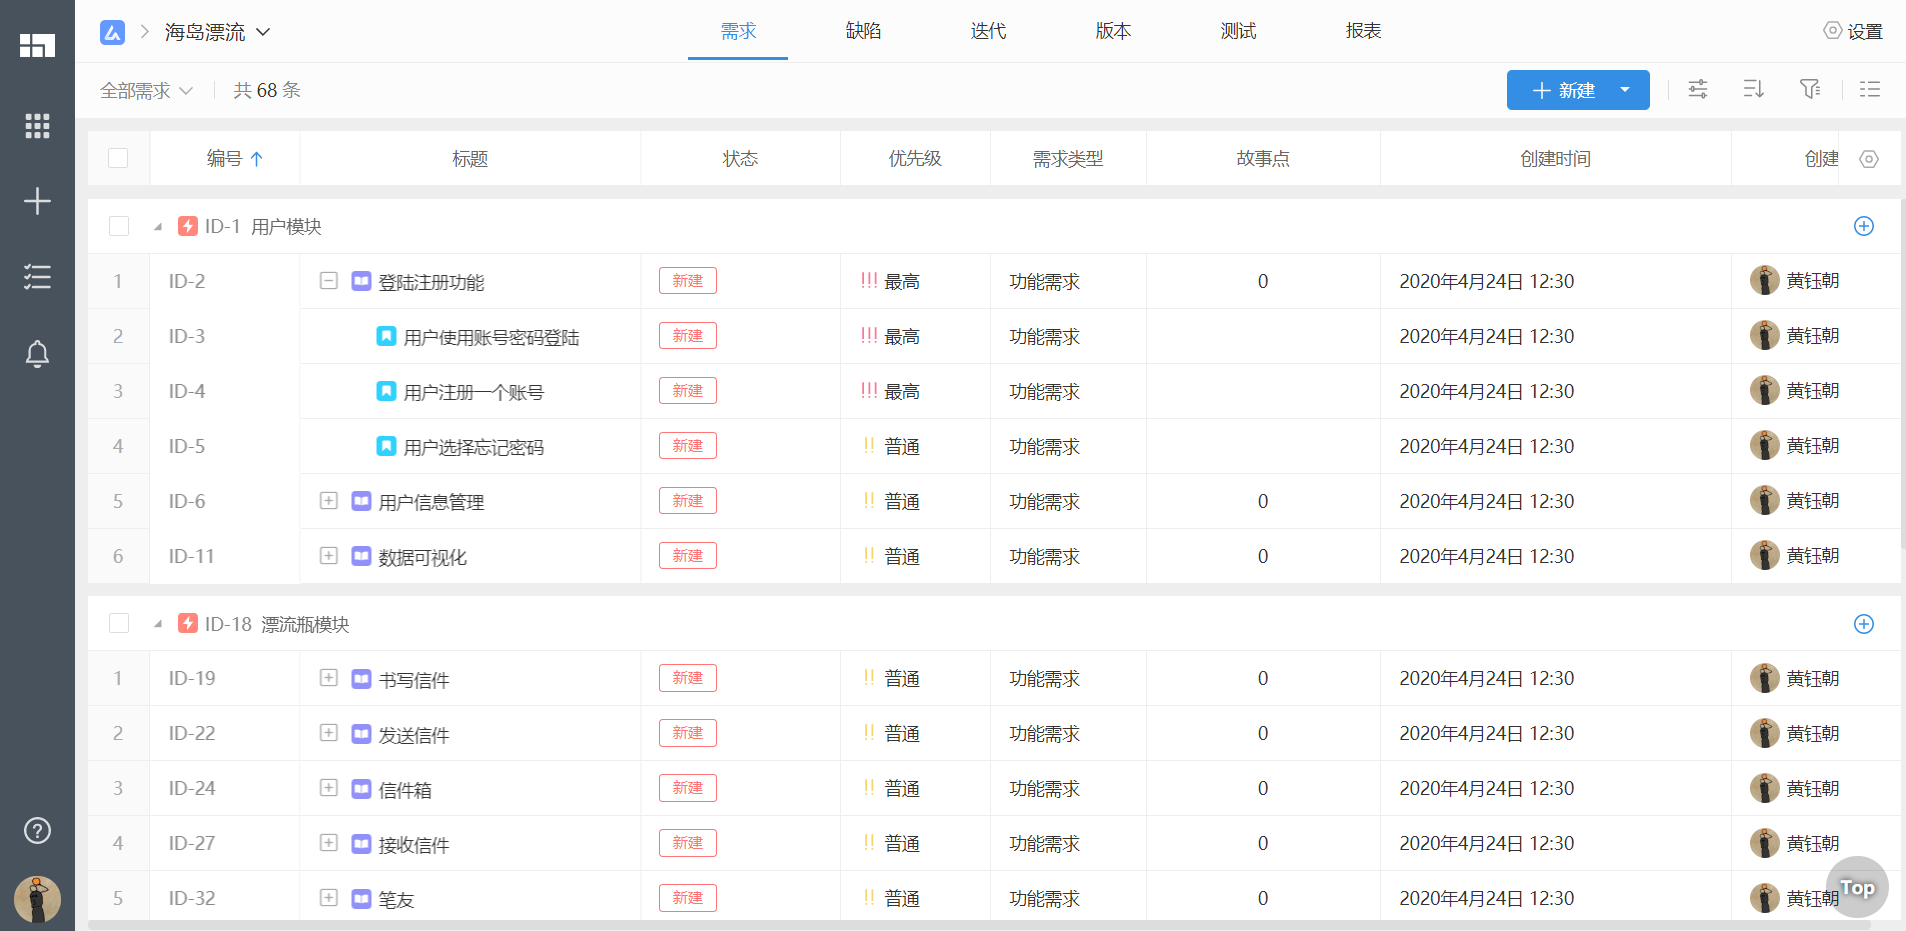 海岛漂流 需求 缺陷 迭代 版本 测试 报表 设置
全部需求 共 68 条 新建
编号 标题 状态 优先级 需求类型 故事点 创建时间 创建
ID-1 用户模块
1 ID-2 登陆注册功能 新建 !!! 最高 功能需求 0 2020年4月24日 12:30 黄钰朝
2 ID-3 用户使用账号密码登陆 新建 !!! 最高 功能需求 2020年4月24日 12:30 黄钰朝
3 ID-4 用户注册一个账号 新建 !!! 最高 功能需求 2020年4月24日 12:30 黄钰朝
4 ID-5 用户选择忘记密码 新建 !! 普通 功能需求 2020年4月24日 12:30 黄钰朝
5 ID-6 用户信息管理 新建 !! 普通 功能需求 0 2020年4月24日 12:30 黄钰朝
6 ID-11 数据可视化 新建 !! 普通 功能需求 0 2020年4月24日 12:30 黄钰朝
ID-18 漂流瓶模块
1 ID-19 书写信件 新建 !! 普通 功能需求 0 2020年4月24日 12:30 黄钰朝
2 ID-22 发送信件 新建 !! 普通 功能需求 0 2020年4月24日 12:30 黄钰朝
3 ID-24 信件箱 新建 !! 普通 功能需求 0 2020年4月24日 12:30 黄钰朝
4 ID-27 接收信件 新建 !! 普通 功能需求 0 2020年4月24日 12:30 黄钰朝
5 ID-32 笔友 新建 !! 普通 功能需求 0 2020年4月24日 12:30 黄钰朝
Top